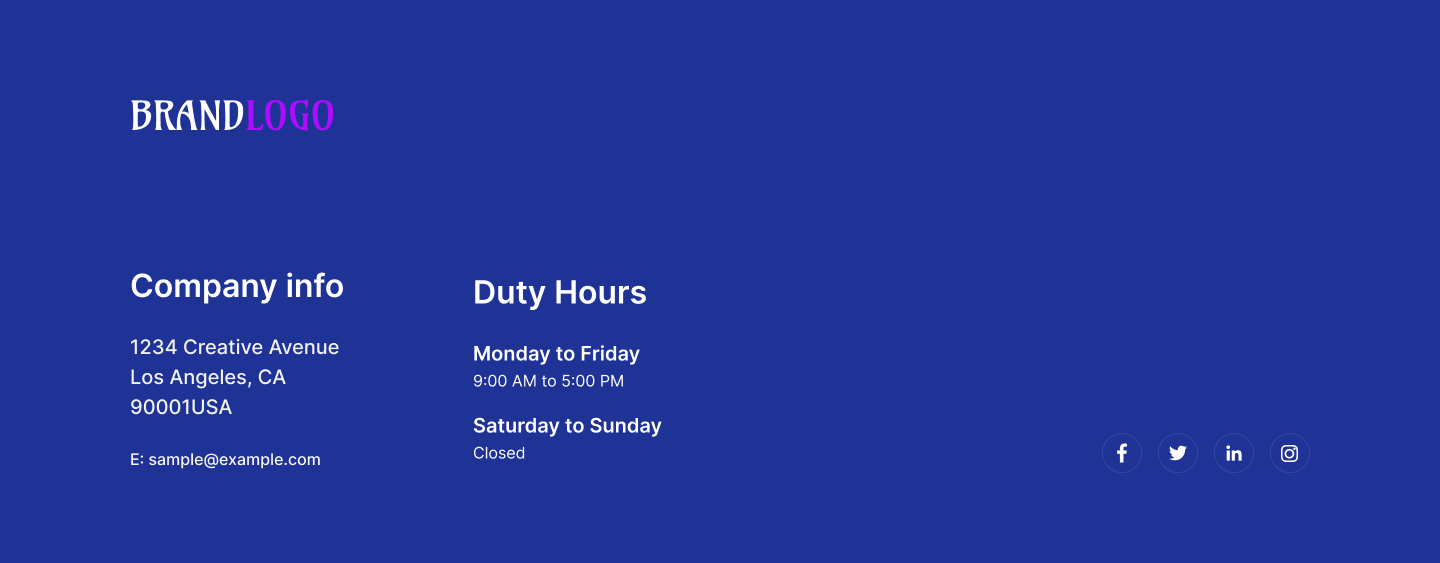 BRANDLOGO
Company info
1234 Creative Avenue
Los Angeles, CA
90001USA
E: sample@example.com
Duty Hours
Monday to Friday
9:00 AM to 5:00 PM
Saturday to Sunday
Closed